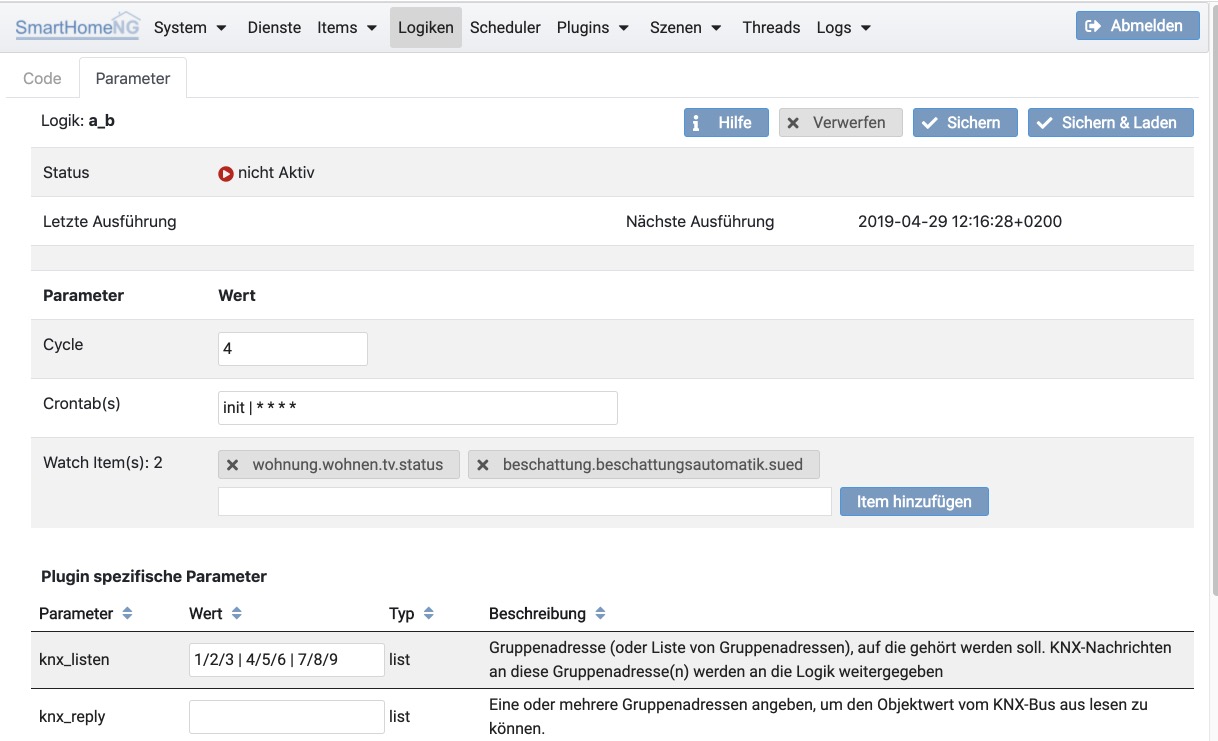 SmartHomeNG System Dienste Items Logiken Scheduler Plugins Szenen Threads Logs Abmelden
Code Parameter
Logik: a_b Hilfe Verwerfen Sichern Sichern & Laden
Status nicht Aktiv
Letzte Ausführung Nächste Ausführung 2019-04-29 12:16:28+0200
Parameter Wert
Cycle 4
Crontab(s) init | * * * *
Watch Item(s): 2 wohnung.wohnen.tv.status beschattung.beschattungsautomatik.sued
Item hinzufügen
Plugin spezifische Parameter
Parameter Wert Typ Beschreibung
knx_listen 1/2/3 | 4/5/6 | 7/8/9 list Gruppenadresse (oder Liste von Gruppenadressen), auf die gehört werden soll. KNX-Nachrichten
an diese Gruppenadresse(n) werden an die Logik weitergegeben
knx_reply list Eine oder mehrere Gruppenadressen angeben, um den Objektwert vom KNX-Bus aus lesen zu
können.